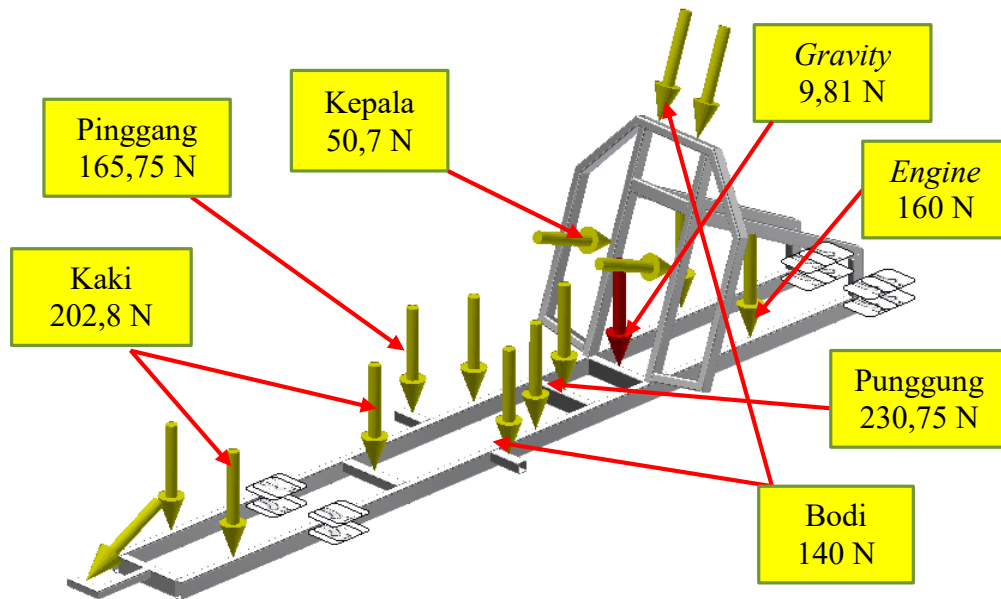 Gravity
9,81 N
Kepala
50,7 N
Pinggang
165,75 N
Engine
160 N
Kaki
202,8 N
Punggung
230,75 N
Bodi
140 N